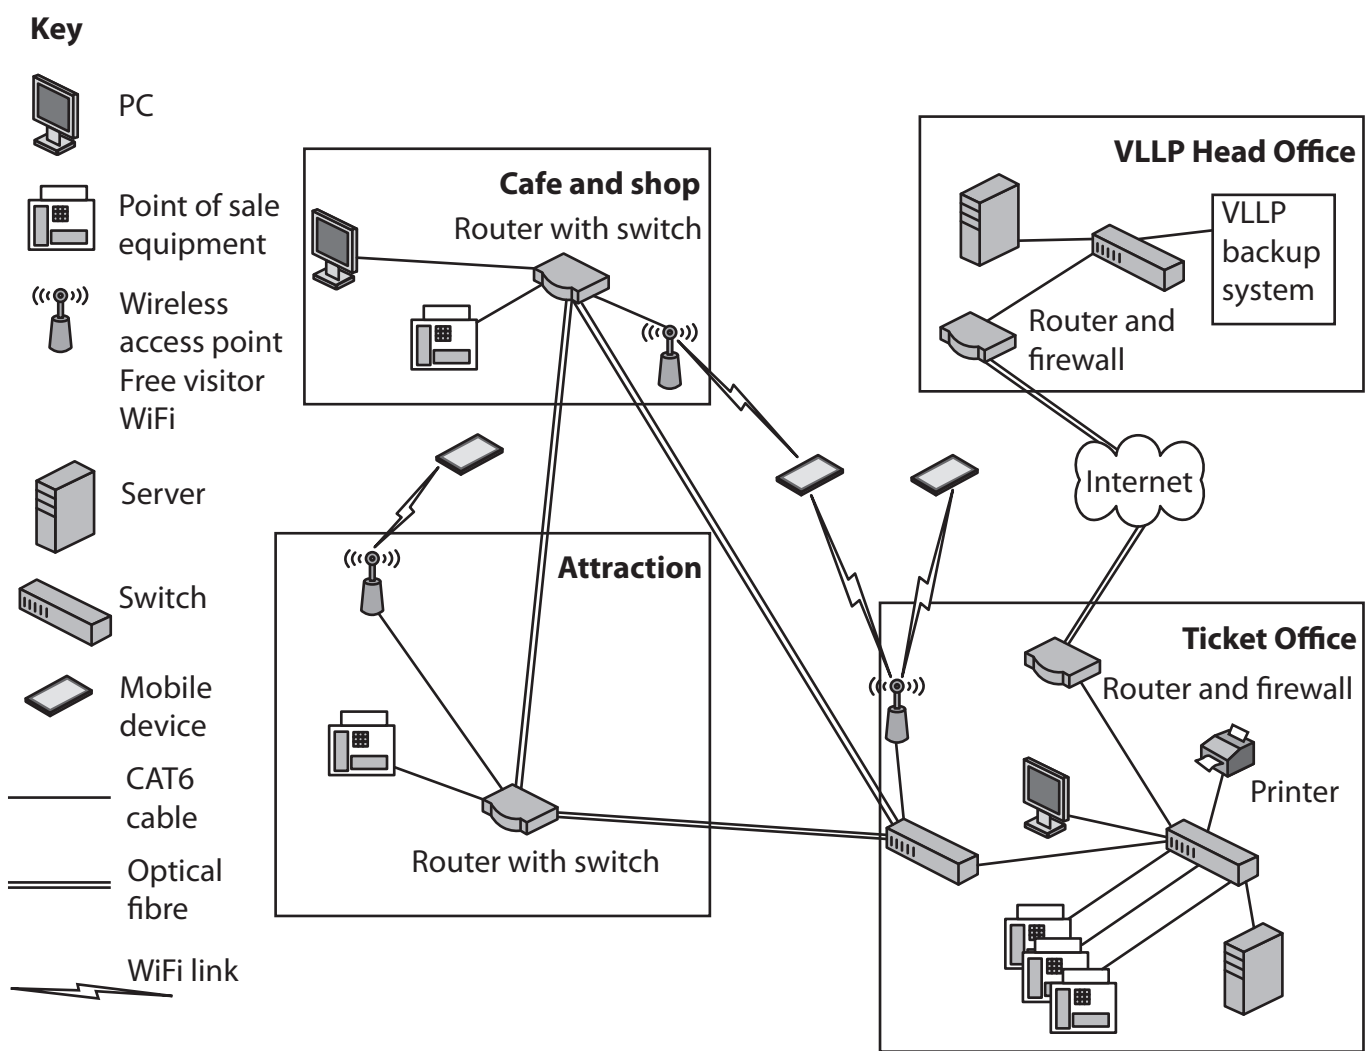 Key
PC
Point of sale
equipment
Wireless
access point
Free visitor
WiFi
Server
Switch
Mobile
device
CAT6
cable
Optical
fibre
WiFi link
Cafe and shop
Router with switch
VLLP Head Office
VLLP
backup
system
Router and
firewall
Internet
Attraction
Router with switch
Ticket Office
Router and firewall
Printer